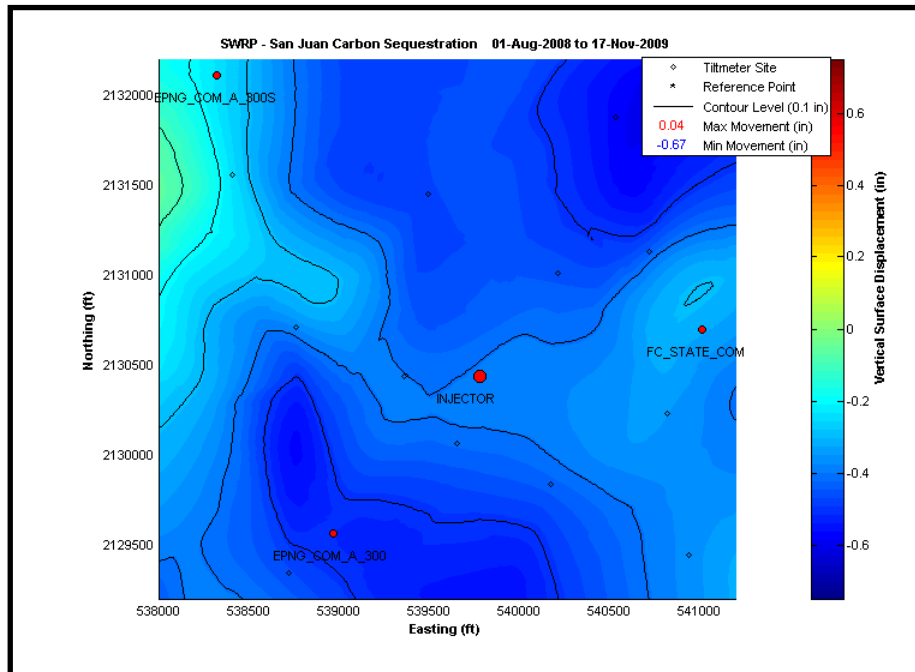 SWRP - San Juan Carbon Sequestration 01-Aug-2008 to 17-Nov-2009
Tiltmeter Site
Reference Point
Contour Level (0.1 in)
0.04 Max Movement (in)
-0.67 Min Movement (in)
2132000
2131500
2131000
2130500
2130000
2129500
Northing (ft)
EPNG_COM_A_300S
FC_STATE_COM
INJECTOR
EPNG_COM_A_300
538000 538500 539000 539500 540000 540500 541000
Easting (ft)
0.6
0.4
0.2
0
-0.2
-0.4
-0.6
Vertical Surface Displacement (in)